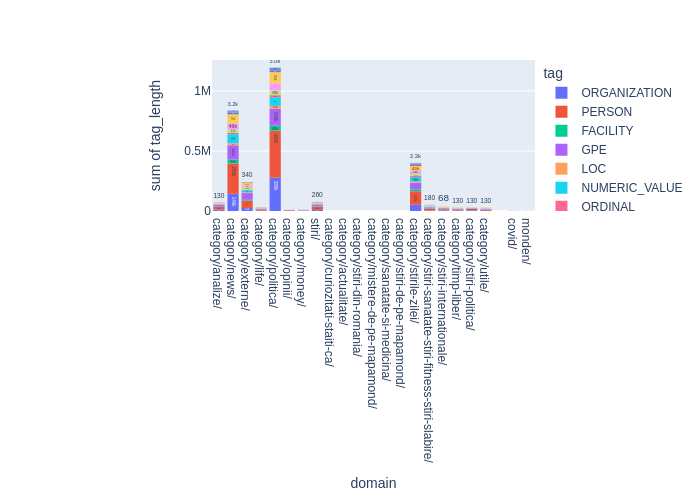 tag
ORGANIZATION
PERSON
FACILITY
GPE
LOC
NUMERIC_VALUE
ORDINAL
sum of tag_length
1M
0.5M
0
130
3.2k
340
3.0k
260
2.3k
180
68
130
130
130
category/analize/
category/news/
category/externe/
category/life/
category/politica/
category/opinii/
category/money/
stiri/
category/curiozitati-staiti-ca/
category/actualitate/
category/stiri-din-romania/
category/mistere-de-pe-mapamond/
category/sanatate-si-medicina/
category/stiri-de-pe-mapamond/
category/stirile-zilei/
category/stiri-sanatate-stiri-fitness-stiri-slabire/
category/stiri-internationale/
category/timp-liber/
category/stiri-politica/
category/utile/
covid/
monden/
domain